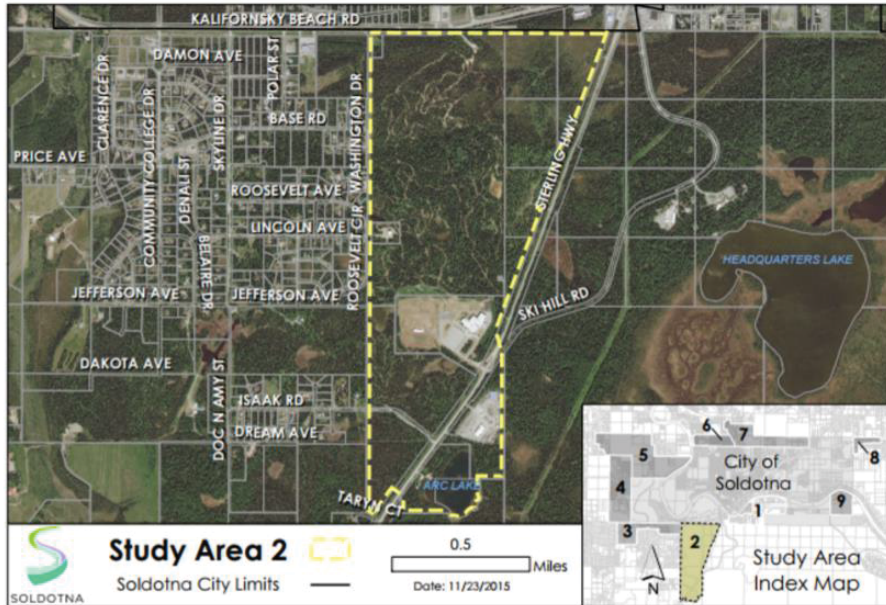 KALIFORNSKY BEACH RD
DAMON AVE
POLAR ST
CLARENCE DR
COMMUNITY COLLEGE DR
SKYLINE DR
WASHINGTON DR
BASE RD
PRICE AVE
DENALI ST
ROOSEVELT AVE
STERLING HWY
LINCOLN AVE
ROOSEVELT CIR
BELAIRE DR
HEADQUARTERS LAKE
JEFFERSON AVE
JEFFERSON AVE
SKI HILL RD
DAKOTA AVE
DOC N AMY ST
ISAAK RD
DREAM AVE
TARYN CT
ARC LAKE
6
7
8
5
City of
Soldotna
4
9
1
3
2
N
Study Area
Index Map
SOLDOTNA
Study Area 2
Soldotna City Limits
0.5
Miles
Date: 11/23/2015